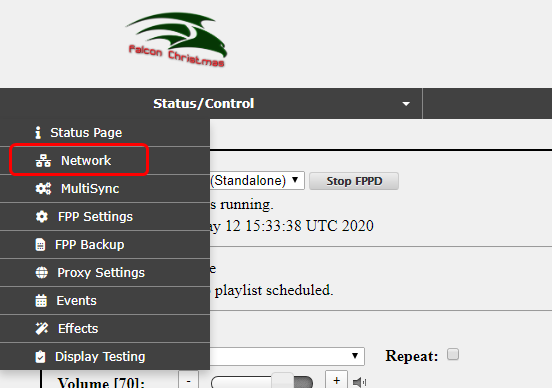 Falcon Christmas
Status/Control
Status Page
Network
MultiSync
FPP Settings
FPP Backup
Proxy Settings
Events
Effects
Display Testing
(Standalone)
Stop FPPD
s running.
ay 12 15:33:38 UTC 2020
e
playlist scheduled.
Repeat:
Volume [70]:
-
+